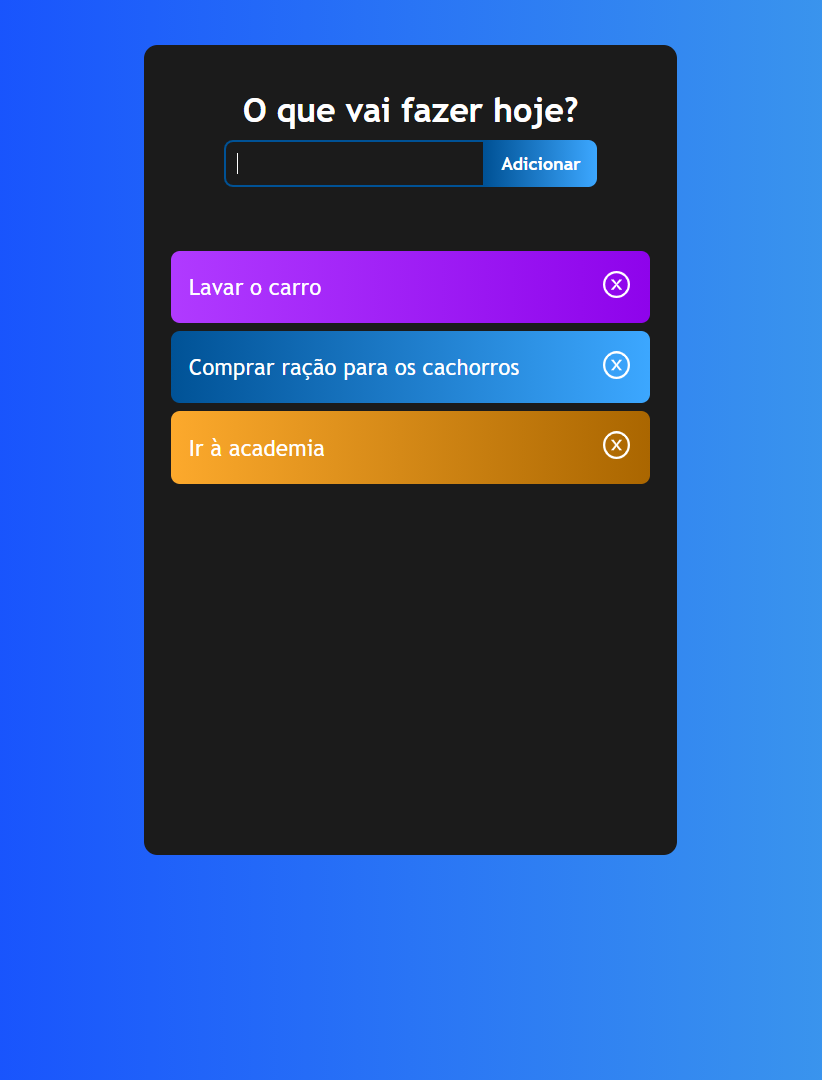 O que vai fazer hoje?
Adicionar
Lavar o carro
Comprar ração para os cachorros
Ir à academia